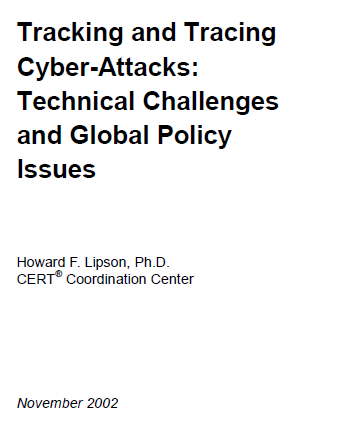 Tracking and Tracing
Cyber-Attacks:
Technical Challenges
and Global Policy
Issues
Howard F. Lipson, Ph.D.
CERT® Coordination Center
November 2002